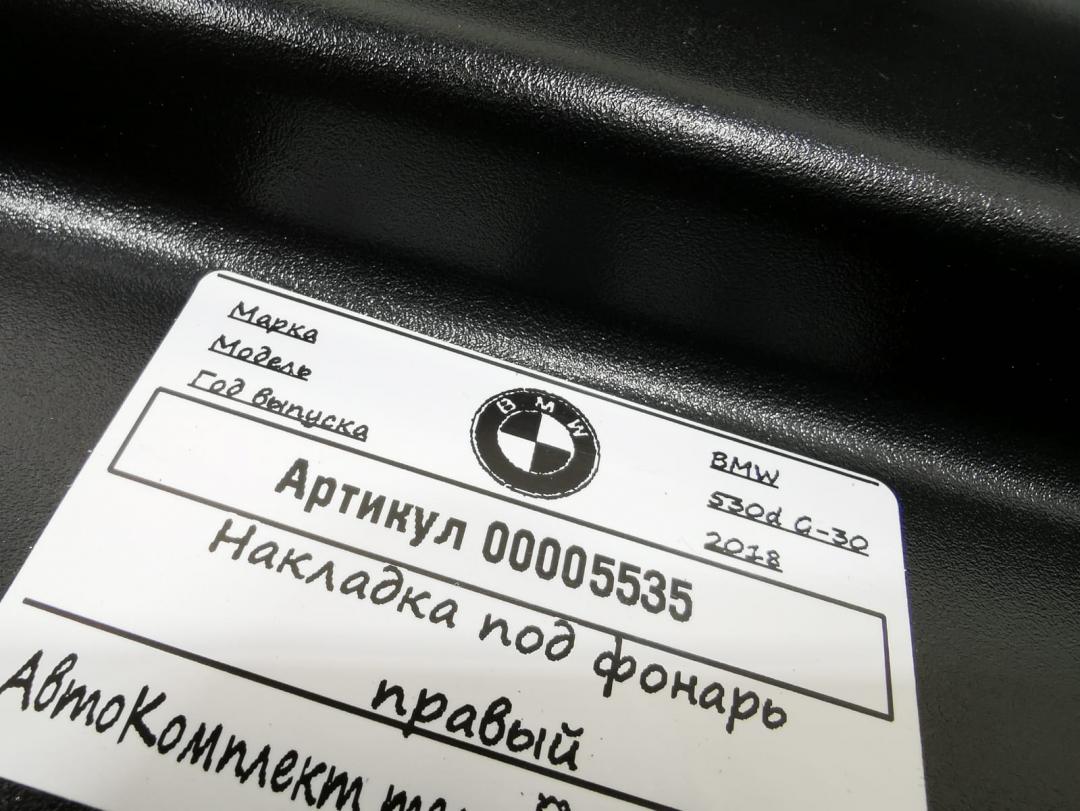 Марка
Модель
Год выпуска
BMW
BMW
530d G-30
2018
Артикул 00005535
Накладка под фонарь
правый
АвтоКомплект